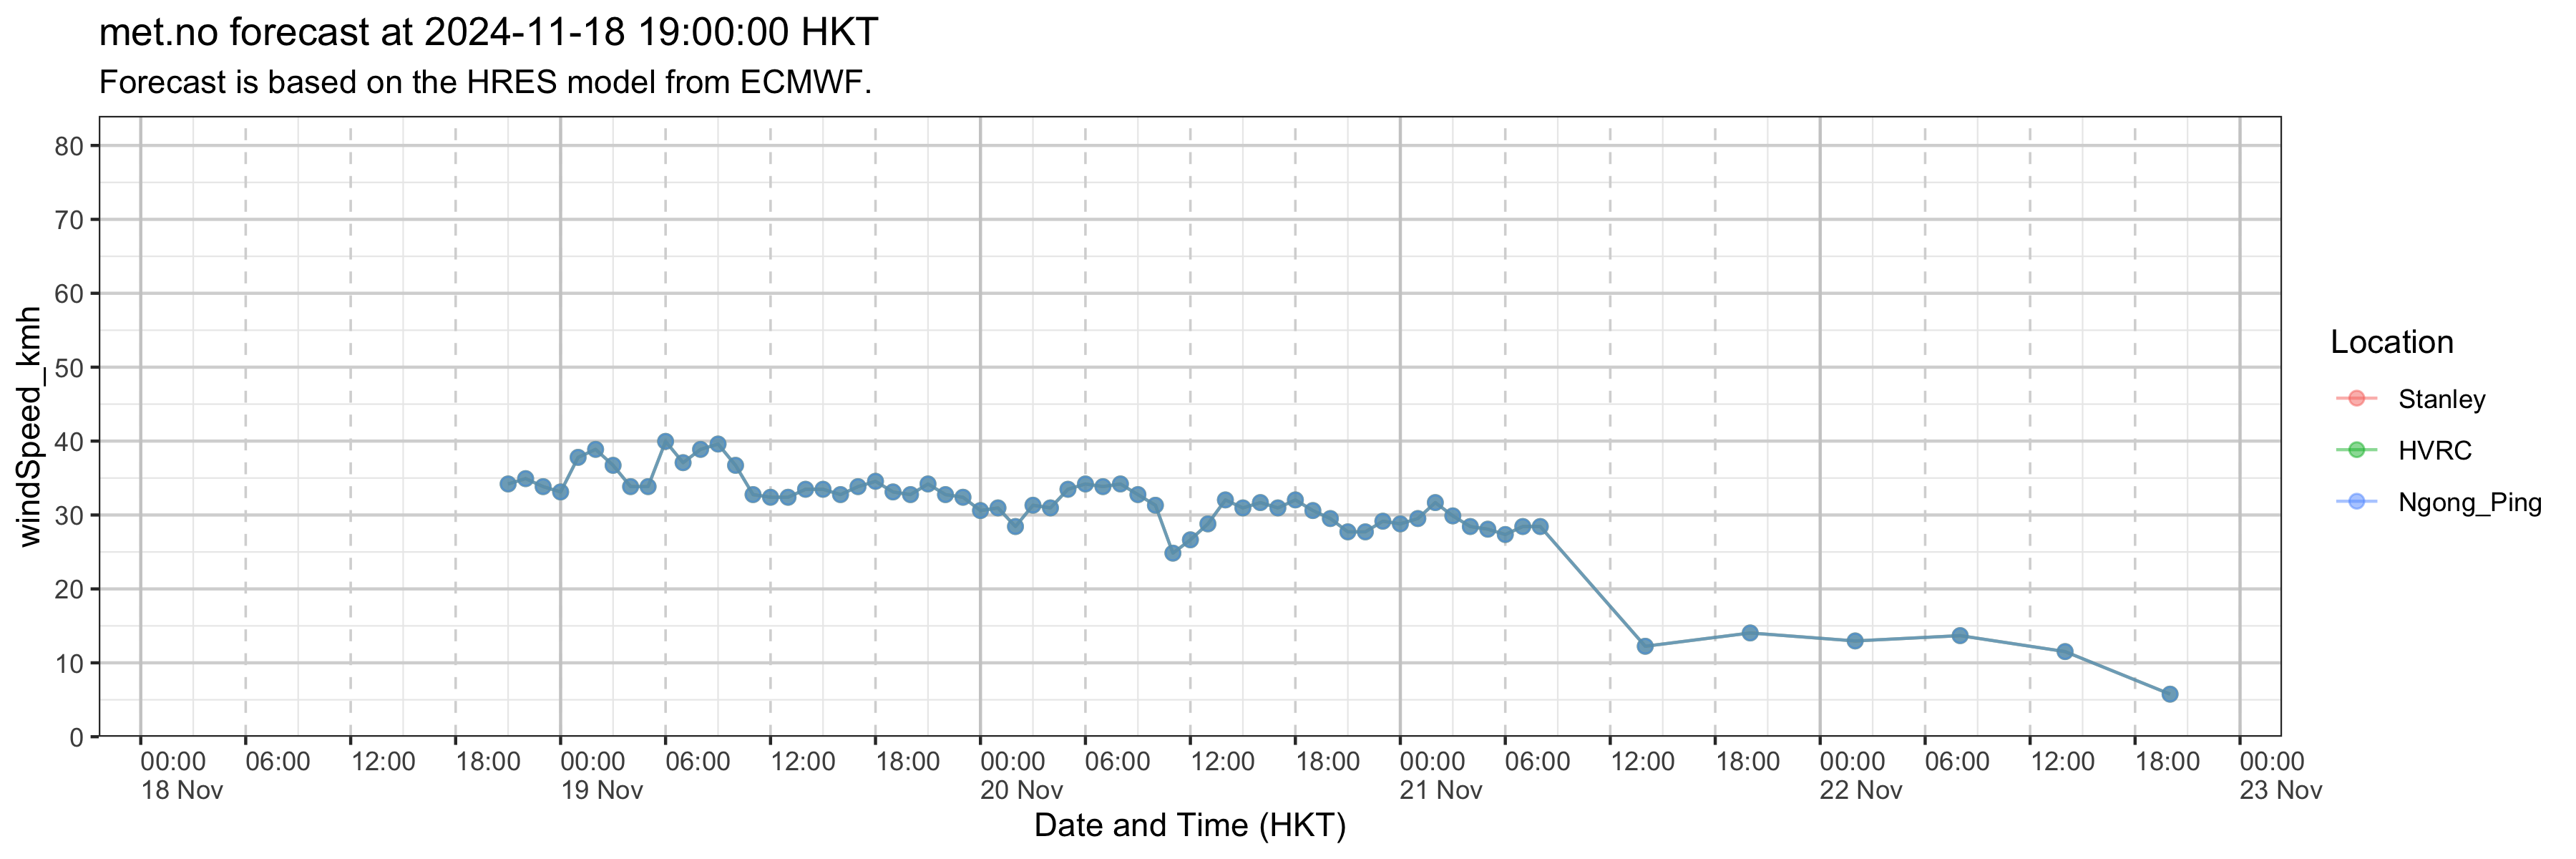 met.no forecast at 2024-11-18 19:00:00 HKT
Forecast is based on the HRES model from ECMWF.
windSpeed_kmh
80
70
60
50
40
30
20
10
0
00:00 06:00 12:00 18:00 00:00 06:00 12:00 18:00 00:00 06:00 12:00 18:00 00:00 06:00 12:00 18:00 00:00 06:00 12:00 18:00 00:00
18 Nov 19 Nov 20 Nov 21 Nov 22 Nov 23 Nov
Date and Time (HKT)
Location
Stanley
HVRC
Ngong_Ping